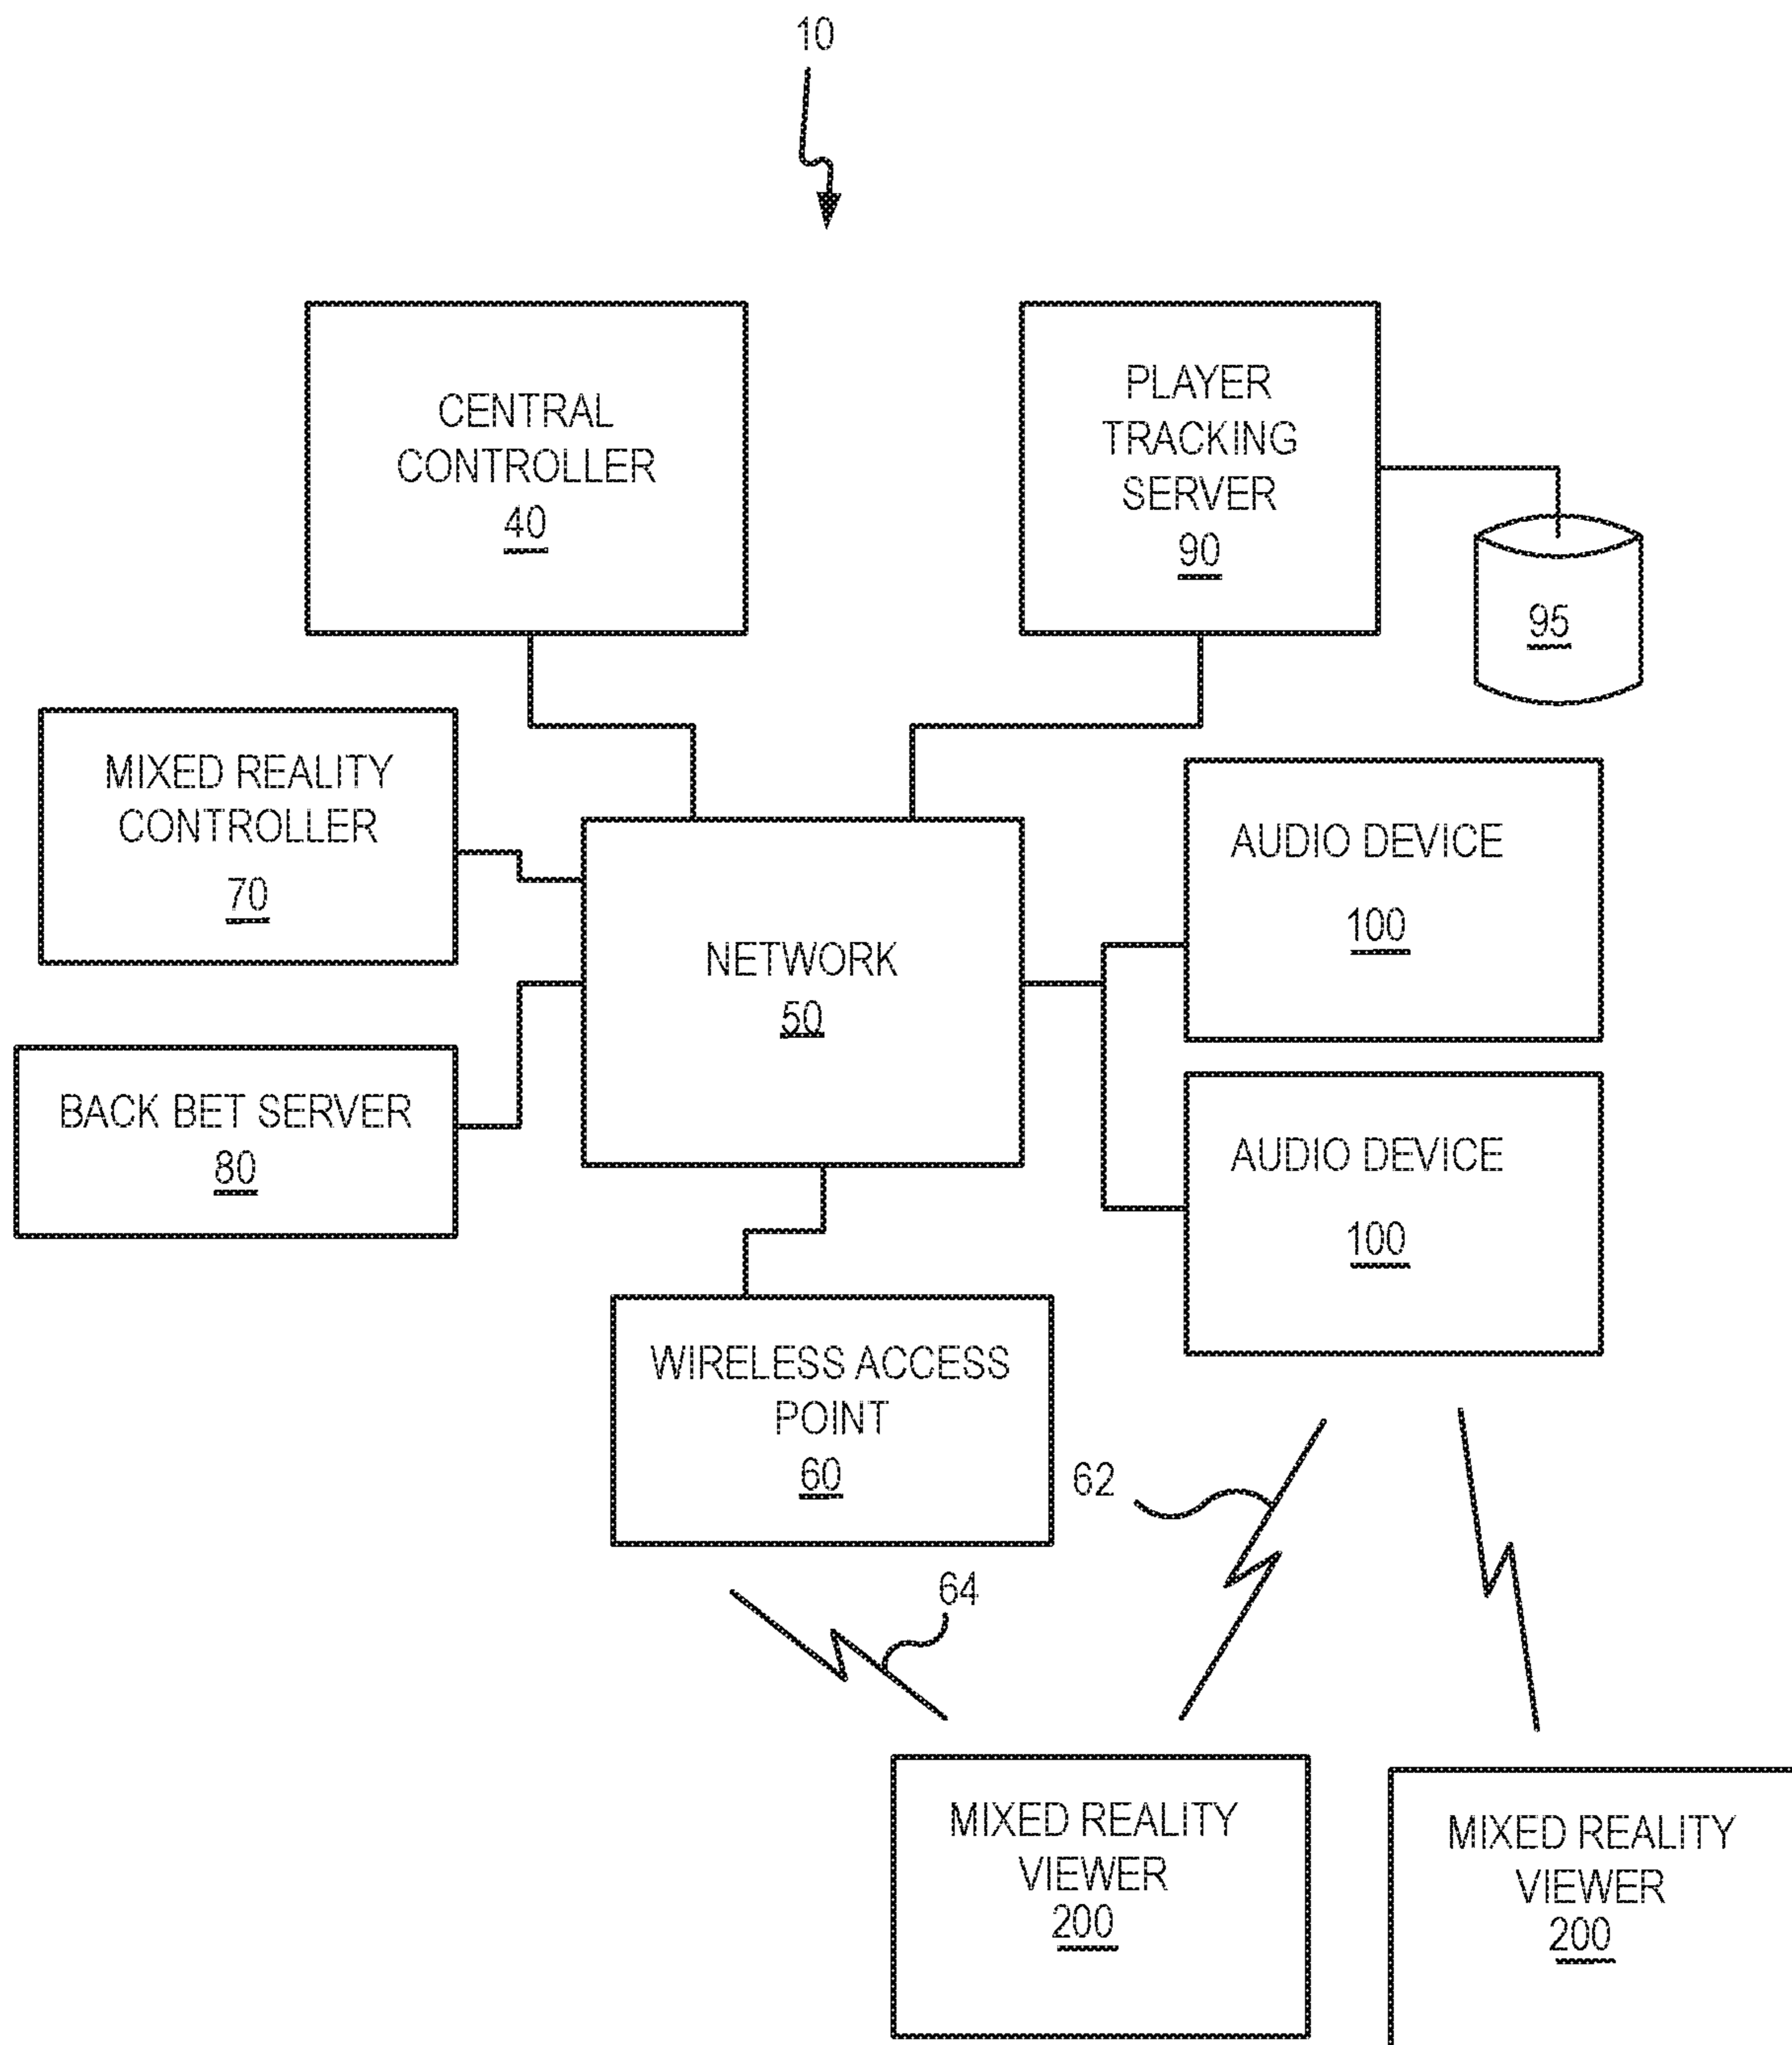 10
CENTRAL
CONTROLLER
40
PLAYER
TRACKING
SERVER
90
95
MIXED REALITY
CONTROLLER
70
AUDIO DEVICE
100
NETWORK
50
BACK BET SERVER
80
AUDIO DEVICE
100
WIRELESS ACCESS
POINT
60
62
64
MIXED REALITY
VIEWER
200
MIXED REALITY
VIEWER
200